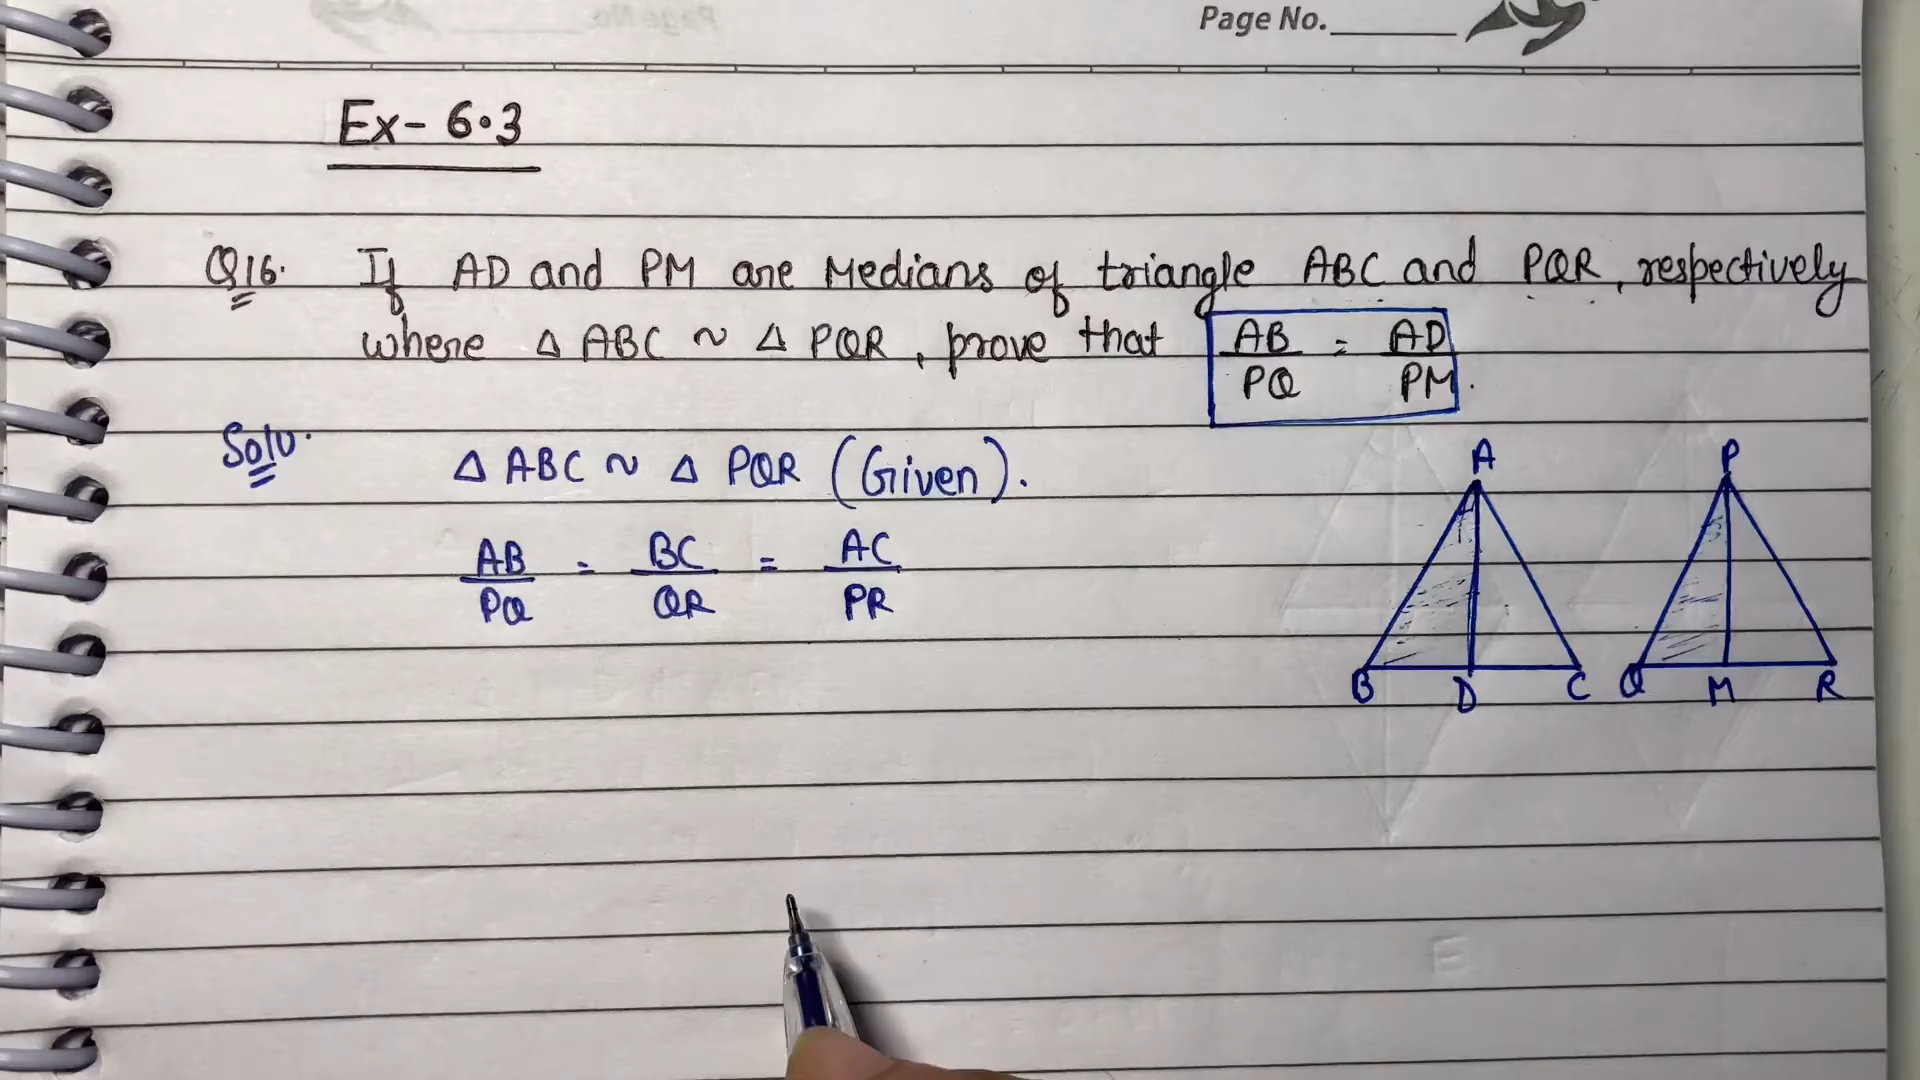 Page No.
Ex- 6.3
Q16. If AD and PM are Medians of triangle ABC and PQR, respectively
where Δ ABC ~ Δ PQR, prove that AB/PQ = AD/PM.
Solu.
Δ ABC ~ Δ PQR (Given).
AB/PQ = BC/QR = AC/PR
A P
B D C Q M R